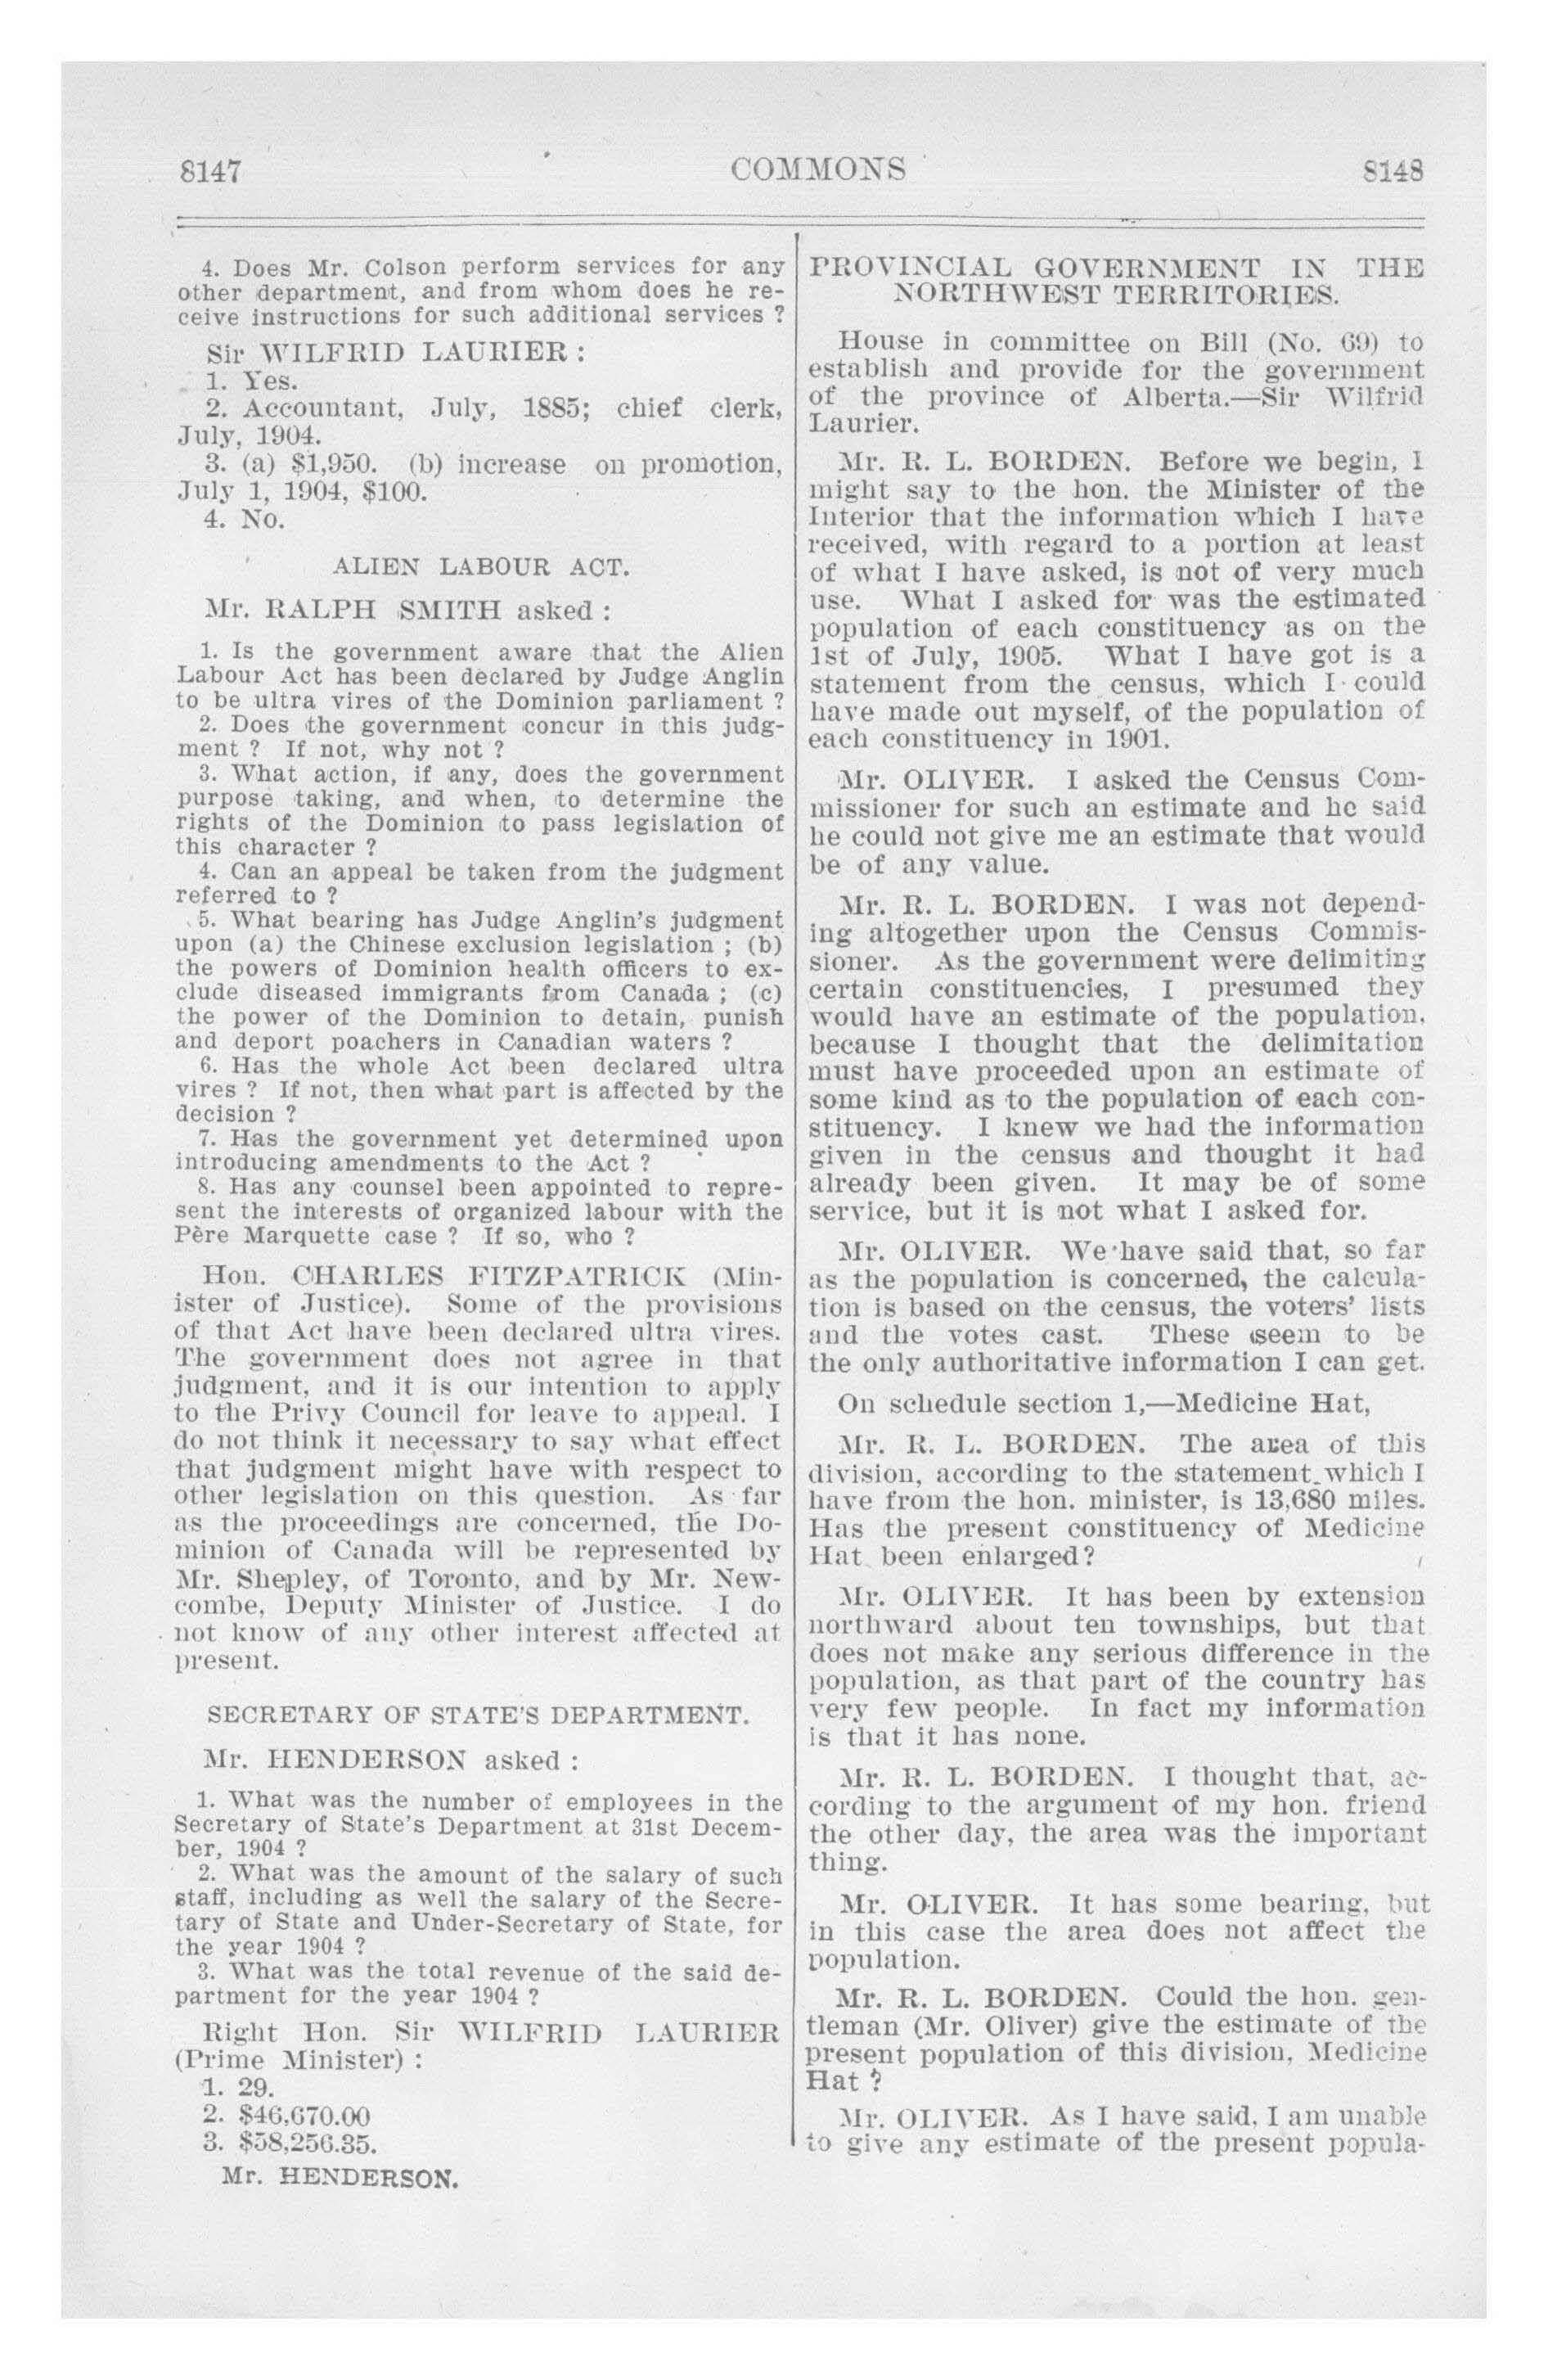 8147 COMMONS 8148
4. Does Mr. Colson perform services for any
other department, and from whom does he re-
ceive instructions for such additional services ?
Sir WILFRID LAURIER :
1. Yes.
2. Accountant, July, 1885; chief clerk,
July, 1904.
3. (a) $1,950. (b) increase on promotion,
July 1, 1904, $100.
4. No.
ALIEN LABOUR ACT.
Mr. RALPH SMITH asked :
1. Is the government aware that the Alien
Labour Act has been declared by Judge Anglin
to be ultra vires of the Dominion parliament ?
2. Does the government concur in this judg-
ment ? If not, why not ?
3. What action, if any, does the government
purpose taking, and when, to determine the
rights of the Dominion to pass legislation of
this character ?
4. Can an appeal be taken from the judgment
referred to ?
5. What bearing has Judge Anglin's judgment
upon (a) the Chinese exclusion legislation ; (b)
the powers of Dominion health officers to ex-
clude diseased immigrants from Canada ; (c)
the power of the Dominion to detain, punish
and deport poachers in Canadian waters ?
6. Has the whole Act been declared ultra
vires ? If not, then what part is affected by the
decision ?
7. Has the government yet determined upon
introducing amendments to the Act ?
8. Has any counsel been appointed to repre-
sent the interests of organized labour with the
Père Marquette case ? If so, who ?
Hon. CHARLES FITZPATRICK (Min-
ister of Justice). Some of the provisions
of that Act have been declared ultra vires.
The government does not agree in that
judgment, and it is our intention to apply
to the Privy Council for leave to appeal. I
do not think it necessary to say what effect
that judgment might have with respect to
other legislation on this question. As far
as the proceedings are concerned, the Do-
minion of Canada will be represented by
Mr. Shepley, of Toronto, and by Mr. New-
combe, Deputy Minister of Justice. I do
not know of any other interest affected at
present.
SECRETARY OF STATE'S DEPARTMENT.
Mr. HENDERSON asked :
1. What was the number of employees in the
Secretary of State's Department at 31st Decem-
ber, 1904 ?
2. What was the amount of the salary of such
staff, including as well the salary of the Secre-
tary of State and Under-Secretary of State, for
the year 1904 ?
3. What was the total revenue of the said de-
partment for the year 1904 ?
Right Hon. Sir WILFRID LAURIER
(Prime Minister) :
1. 29.
2. $46,670.00
3. $58,256.35.
Mr. HENDERSON.
PROVINCIAL GOVERNMENT IN THE
NORTHWEST TERRITORIES.
House in committee on Bill (No. 69) to
establish and provide for the government
of the province of Alberta.—Sir Wilfrid
Laurier.
Mr. R. L. BORDEN. Before we begin, I
might say to the hon. the Minister of the
Interior that the information which I have
received, with regard to a portion at least
of what I have asked, is not of very much
use. What I asked for was the estimated
population of each constituency as on the
1st of July, 1905. What I have got is a
statement from the census, which I could
have made out myself, of the population of
each constituency in 1901.
Mr. OLIVER. I asked the Census Com-
missioner for such an estimate and he said
he could not give me an estimate that would
be of any value.
Mr. R. L. BORDEN. I was not depend-
ing altogether upon the Census Commis-
sioner. As the government were delimiting
certain constituencies, I presumed they
would have an estimate of the population,
because I thought that the delimitation
must have proceeded upon an estimate of
some kind as to the population of each con-
stituency. I knew we had the information
given in the census and thought it had
already been given. It may be of some
service, but it is not what I asked for.
Mr. OLIVER. We have said that, so far
as the population is concerned, the calcula-
tion is based on the census, the voters' lists
and the votes cast. These seem to be
the only authoritative information I can get.
On schedule section 1,—Medicine Hat,
Mr. R. L. BORDEN. The area of this
division, according to the statement which I
have from the hon. minister, is 13,680 miles.
Has the present constituency of Medicine
Hat been enlarged?
Mr. OLIVER. It has been by extension
northward about ten townships, but that
does not make any serious difference in the
population, as that part of the country has
very few people. In fact my information
is that it has none.
Mr. R. L. BORDEN. I thought that, ac-
cording to the argument of my hon. friend
the other day, the area was the important
thing.
Mr. OLIVER. It has some bearing, but
in this case the area does not affect the
population.
Mr. R. L. BORDEN. Could the hon. gen-
tleman (Mr. Oliver) give the estimate of the
present population of this division, Medicine
Hat ?
Mr. OLIVER. As I have said, I am unable
to give any estimate of the present popula-